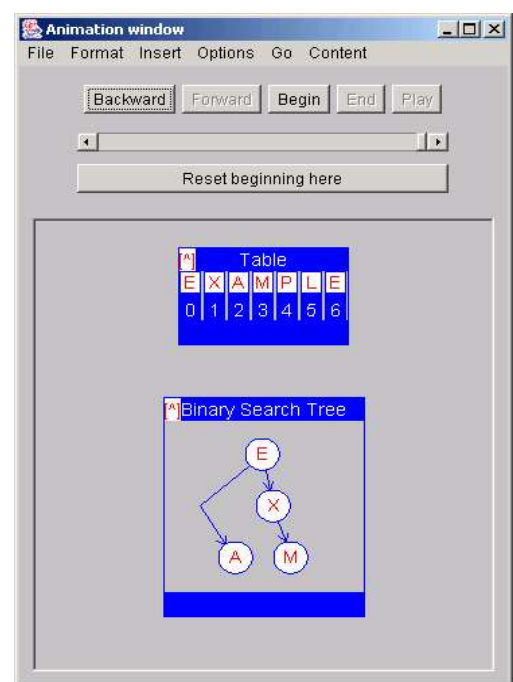 Animation window
File Format Insert Options Go Content
Backward Forward Begin End Play
Reset beginning here
[^] Table
E X A M P L E
0 1 2 3 4 5 6
[^]Binary Search Tree
E
X
A M